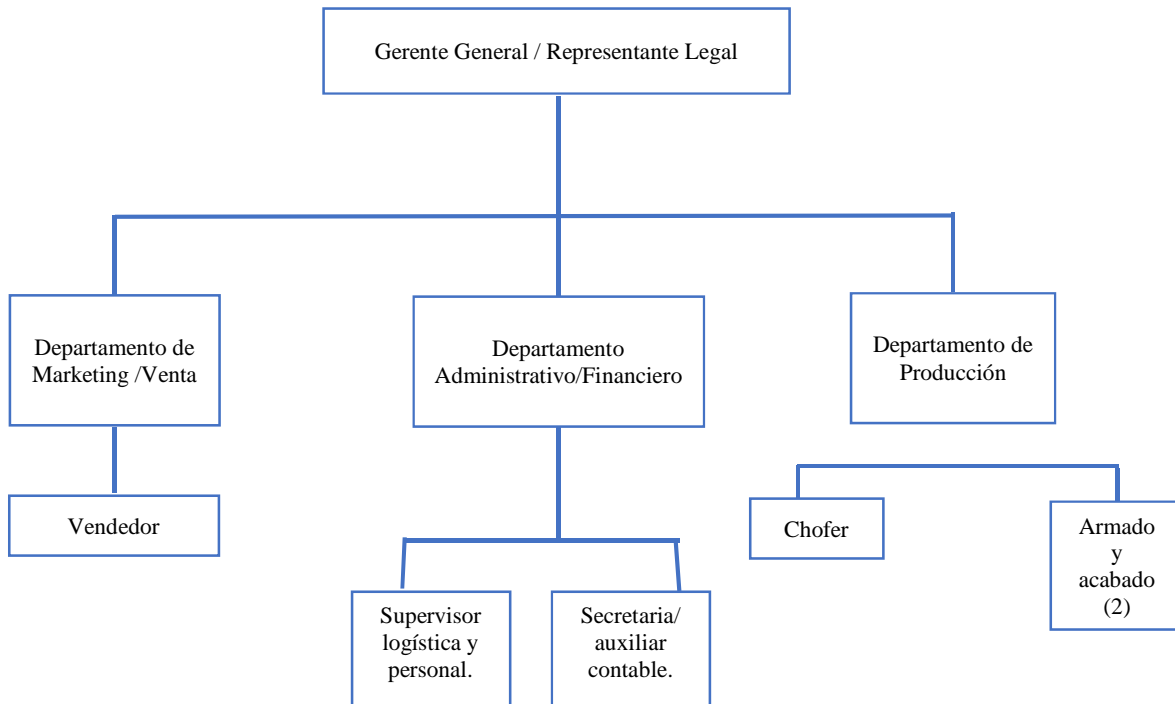 Gerente General / Representante Legal
Departamento de
Marketing /Venta
Departamento
Administrativo/Financiero
Departamento de
Producción
Vendedor
Chofer
Armado
y
acabado
(2)
Supervisor
logística y
personal.
Secretaria/
auxiliar
contable.